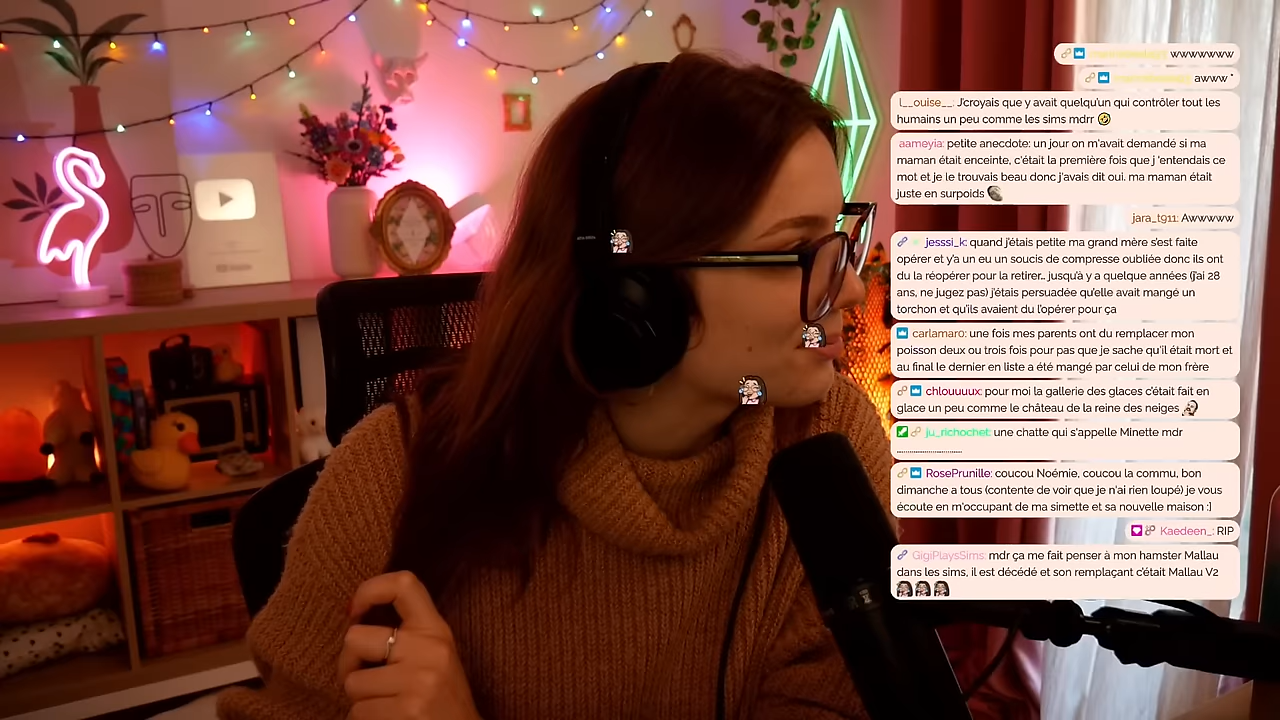 wwwwwww
awww "
l__ouise__: J'croyais que y avait quelqu'un qui contrôler tout les
humains un peu comme les sims mdrr
aameyia: petite anecdote: un jour on m'avait demandé si ma
maman était enceinte, c'était la première fois que j 'entendais ce
mot et je le trouvais beau donc j'avais dit oui. ma maman était
juste en surpoids
jara_t911: Awwwww
jesssi_k: quand j'étais petite ma grand mère s'est faite
opérer et y'a un eu un soucis de compresse oubliée donc ils ont
du la réopérer pour la retirer.. jusqu'à y a quelque années (j'ai 28
ans, ne jugez pas) j'étais persuadée qu'elle avait mangé un
torchon et qu'ils avaient du l'opérer pour ça
carlamaro: une fois mes parents ont du remplacer mon
poisson deux ou trois fois pour pas que je sache qu'il était mort et
au final le dernier en liste a été mangé par celui de mon frère
chlouuuux: pour moi la gallerie des glaces c'était fait en
glace un peu comme le château de la reine des neiges
ju_richochet: une chatte qui s'appelle Minette mdr
RosePrunille: coucou Noémie, coucou la commu, bon
dimanche a tous (contente de voir que je n'ai rien loupé) je vous
écoute en m'occupant de ma simette et sa nouvelle maison :]
Kaedeen_: RIP
GigiPlaysSims: mdr ça me fait penser à mon hamster Mallau
dans les sims, il est décédé et son remplaçant c'était Mallau V2